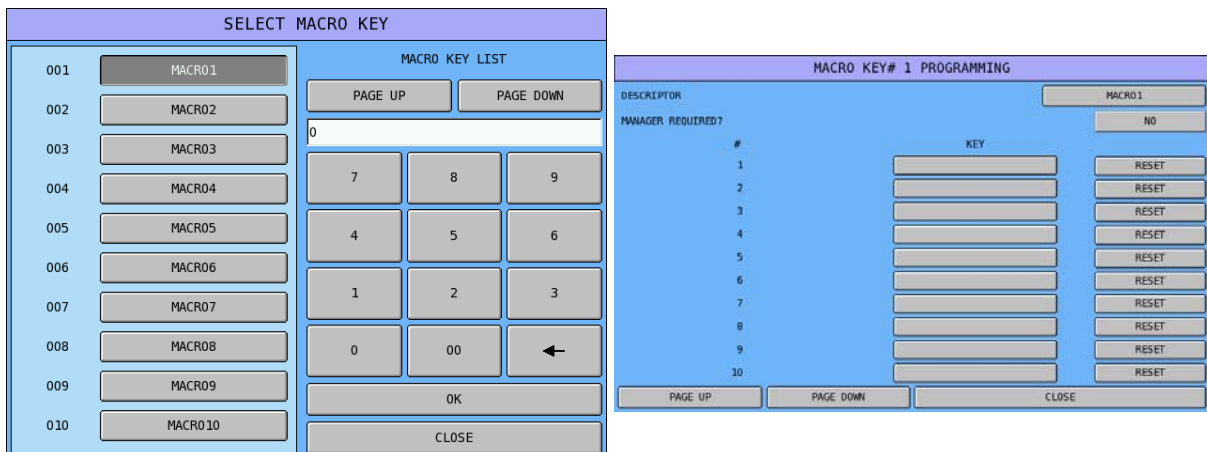 SELECT MACRO KEY
001 MACRO1
002 MACRO2
003 MACRO3
004 MACRO4
005 MACRO5
006 MACRO6
007 MACRO7
008 MACRO8
009 MACRO9
010 MACRO10
MACRO KEY LIST
PAGE UP PAGE DOWN
0
7 8 9
4 5 6
1 2 3
0 00
OK
CLOSE
MACRO KEY# 1 PROGRAMMING
DESCRIPTOR MACRO1
MANAGER REQUIRED? NO
# KEY
1 RESET
2 RESET
3 RESET
4 RESET
5 RESET
6 RESET
7 RESET
8 RESET
9 RESET
10 RESET
PAGE UP PAGE DOWN CLOSE